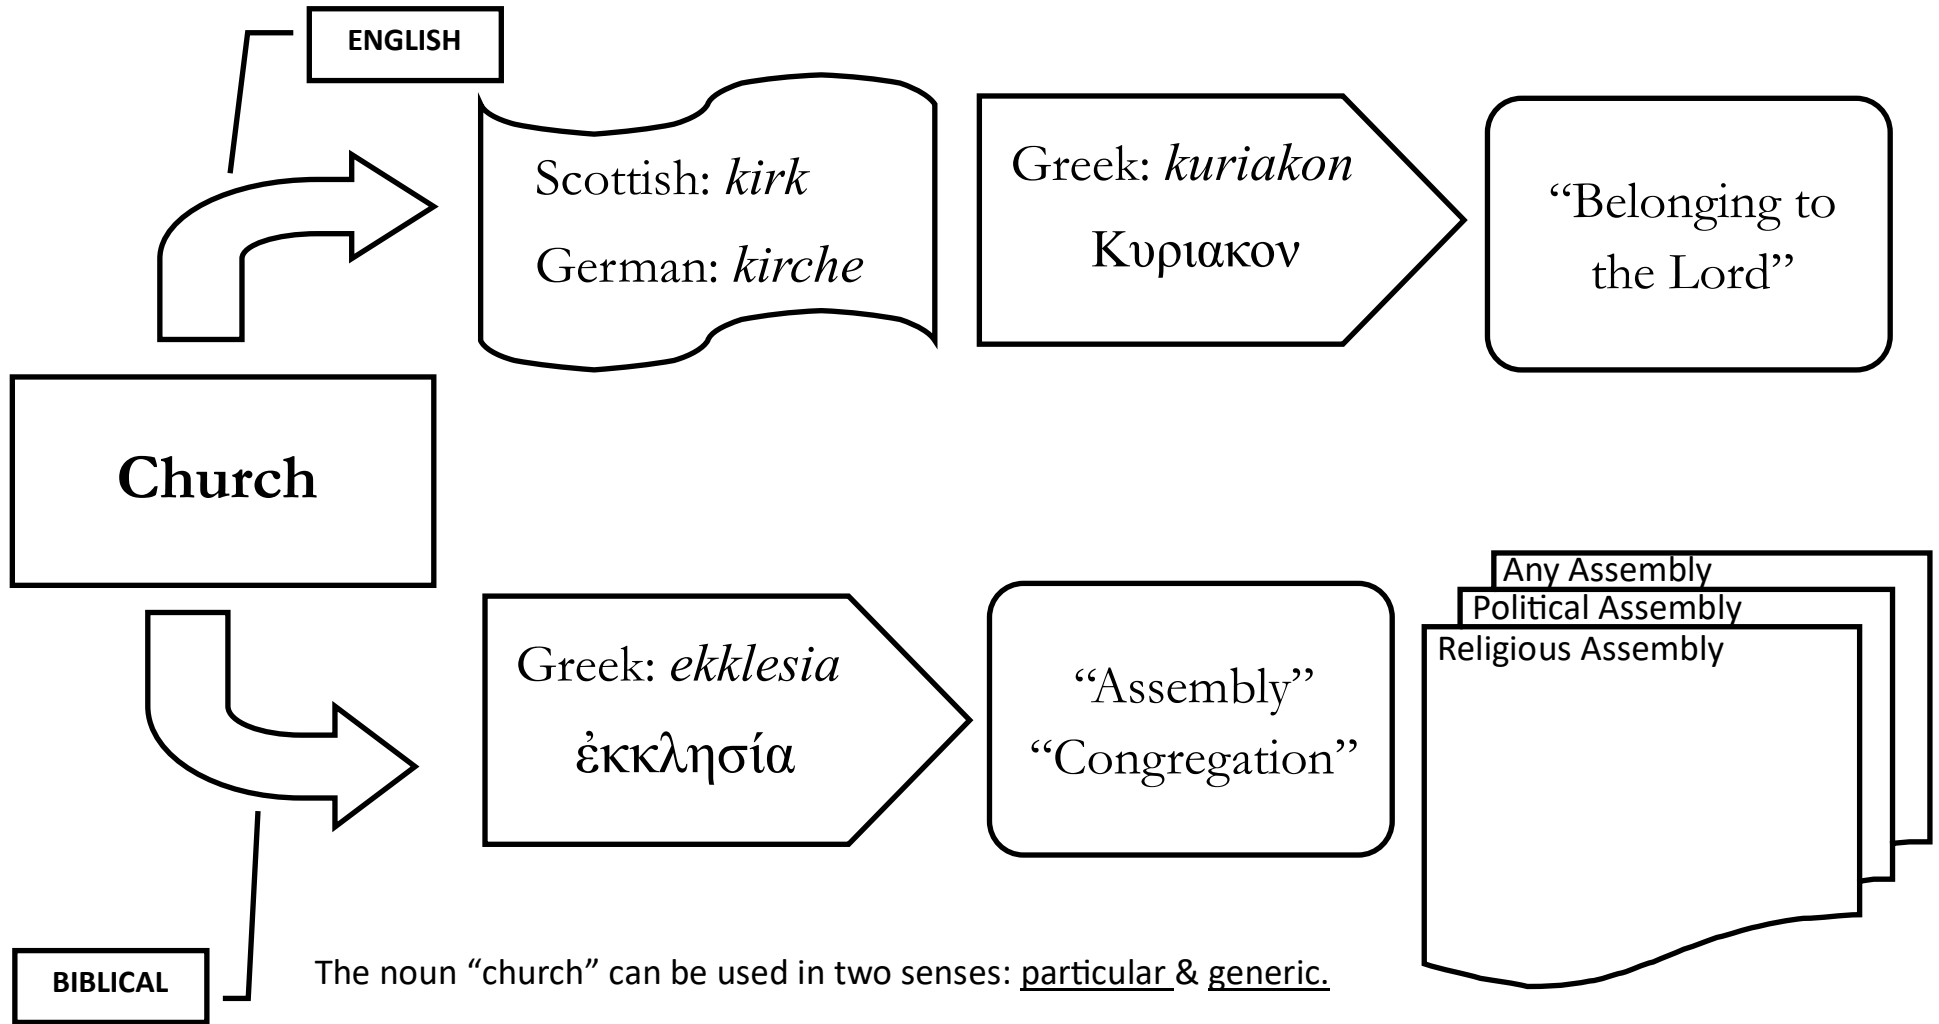 ENGLISH
Scottish: kirk
German: kirche
Greek: kuriakon
Κυριακον
“Belonging to
the Lord”
Church
Greek: ekklesia
ἐκκλησία
“Assembly”
“Congregation”
Any Assembly
Political Assembly
Religious Assembly
BIBLICAL
The noun “church” can be used in two senses: particular & generic.